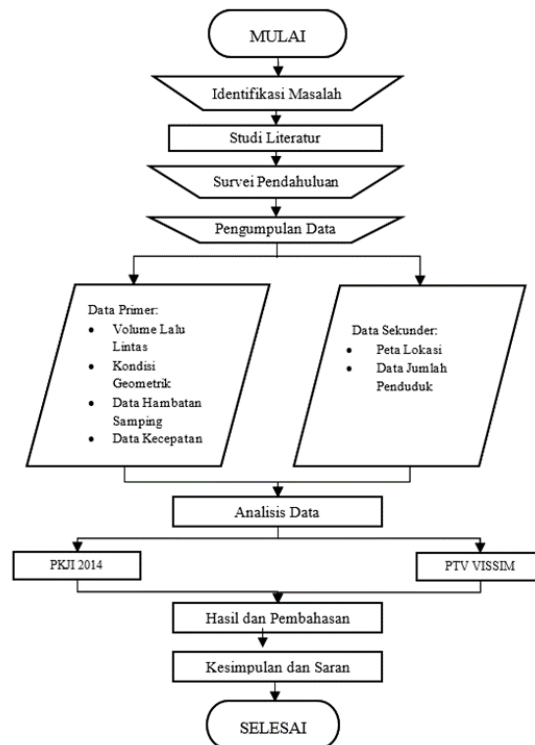 MULAI
Identifikasi Masalah
Studi Literatur
Survei Pendahuluan
Pengumpulan Data
Data Primer:
• Volume Lalu
Lintas
• Kondisi
Geometrik
• Data Hambatan
Samping
• Data Kecepatan
Data Sekunder:
• Peta Lokasi
• Data Jumlah
Penduduk
Analisis Data
PKJI 2014
PTV VISSIM
Hasil dan Pembahasan
Kesimpulan dan Saran
SELESAI